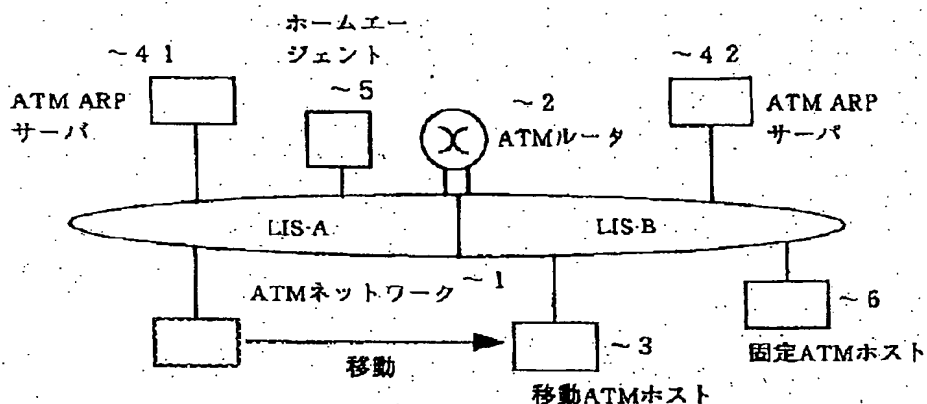 ホームエー
ジェント
~41
~42
~5
~2
ATM ARP
サーバ
ATMルータ
ATM ARP
サーバ
LIS-A
LIS-B
ATMネットワーク
~1
~6
移動
~3
固定ATMホスト
移動ATMホスト